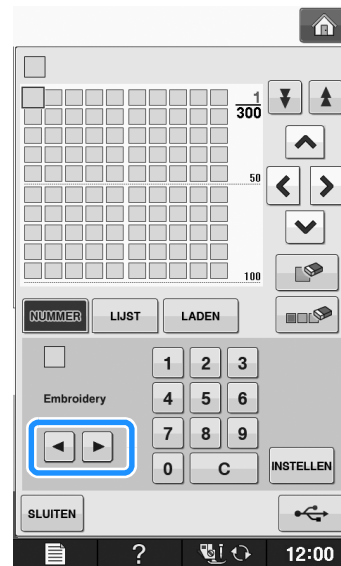 1
300
50
100
NUMMER LIJST LADEN
Embroidery
1 2 3
4 5 6
7 8 9
0 C
INSTELLEN
SLUITEN
? 12:00